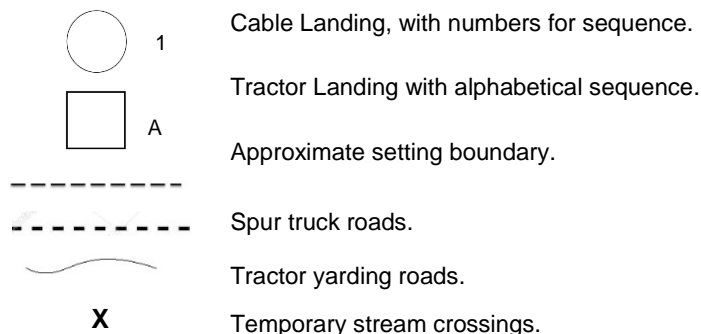 Cable Landing, with numbers for sequence.
1
Tractor Landing with alphabetical sequence.
A
Approximate setting boundary.
Spur truck roads.
Tractor yarding roads.
X
Temporary stream crossings.